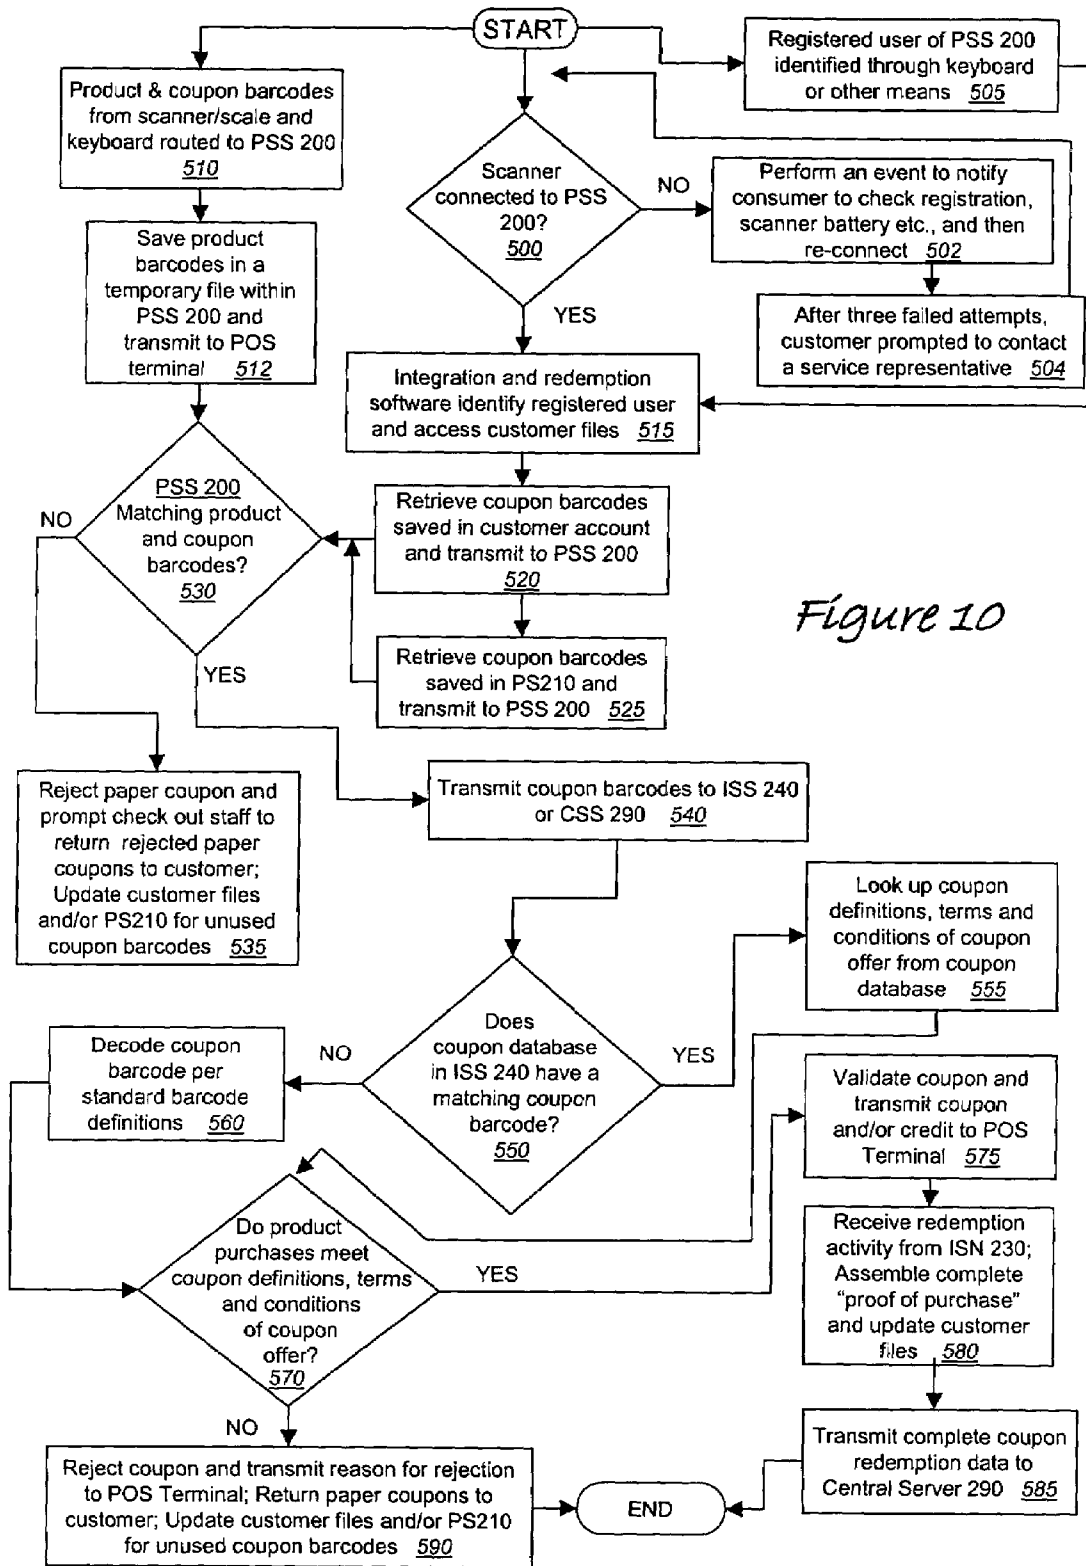 START
Registered user of PSS 200
identified through keyboard
or other means 505
Product & coupon barcodes
from scanner/scale and
keyboard routed to PSS 200
510
Scanner
connected to PSS
200?
500
NO
Perform an event to notify
consumer to check registration,
scanner battery etc., and then
re-connect 502
Save product
barcodes in a
temporary file within
PSS 200 and
transmit to POS
terminal 512
YES
After three failed attempts,
customer prompted to contact
a service representative 504
Integration and redemption
software identify registered user
and access customer files 515
PSS 200
Matching product
and coupon
barcodes?
530
NO
Retrieve coupon barcodes
saved in customer account
and transmit to PSS 200
520
Figure 10
YES
Retrieve coupon barcodes
saved in PS210 and
transmit to PSS 200 525
Reject paper coupon and
prompt check out staff to
return rejected paper
coupons to customer;
Update customer files
and/or PS210 for unused
coupon barcodes 535
Transmit coupon barcodes to ISS 240
or CSS 290 540
Look up coupon
definitions, terms and
conditions of coupon
offer from coupon
database 555
Does
coupon database
in ISS 240 have a
matching coupon
barcode?
550
NO
YES
Decode coupon
barcode per
standard barcode
definitions 560
Validate coupon and
transmit coupon
and/or credit to POS
Terminal 575
Do product
purchases meet
coupon definitions, terms
and conditions
of coupon
offer?
570
YES
Receive redemption
activity from ISN 230;
Assemble complete
"proof of purchase"
and update customer
files 580
NO
Reject coupon and transmit reason for rejection
to POS Terminal; Return paper coupons to
customer; Update customer files and/or PS210
for unused coupon barcodes 590
END
Transmit complete coupon
redemption data to
Central Server 290 585